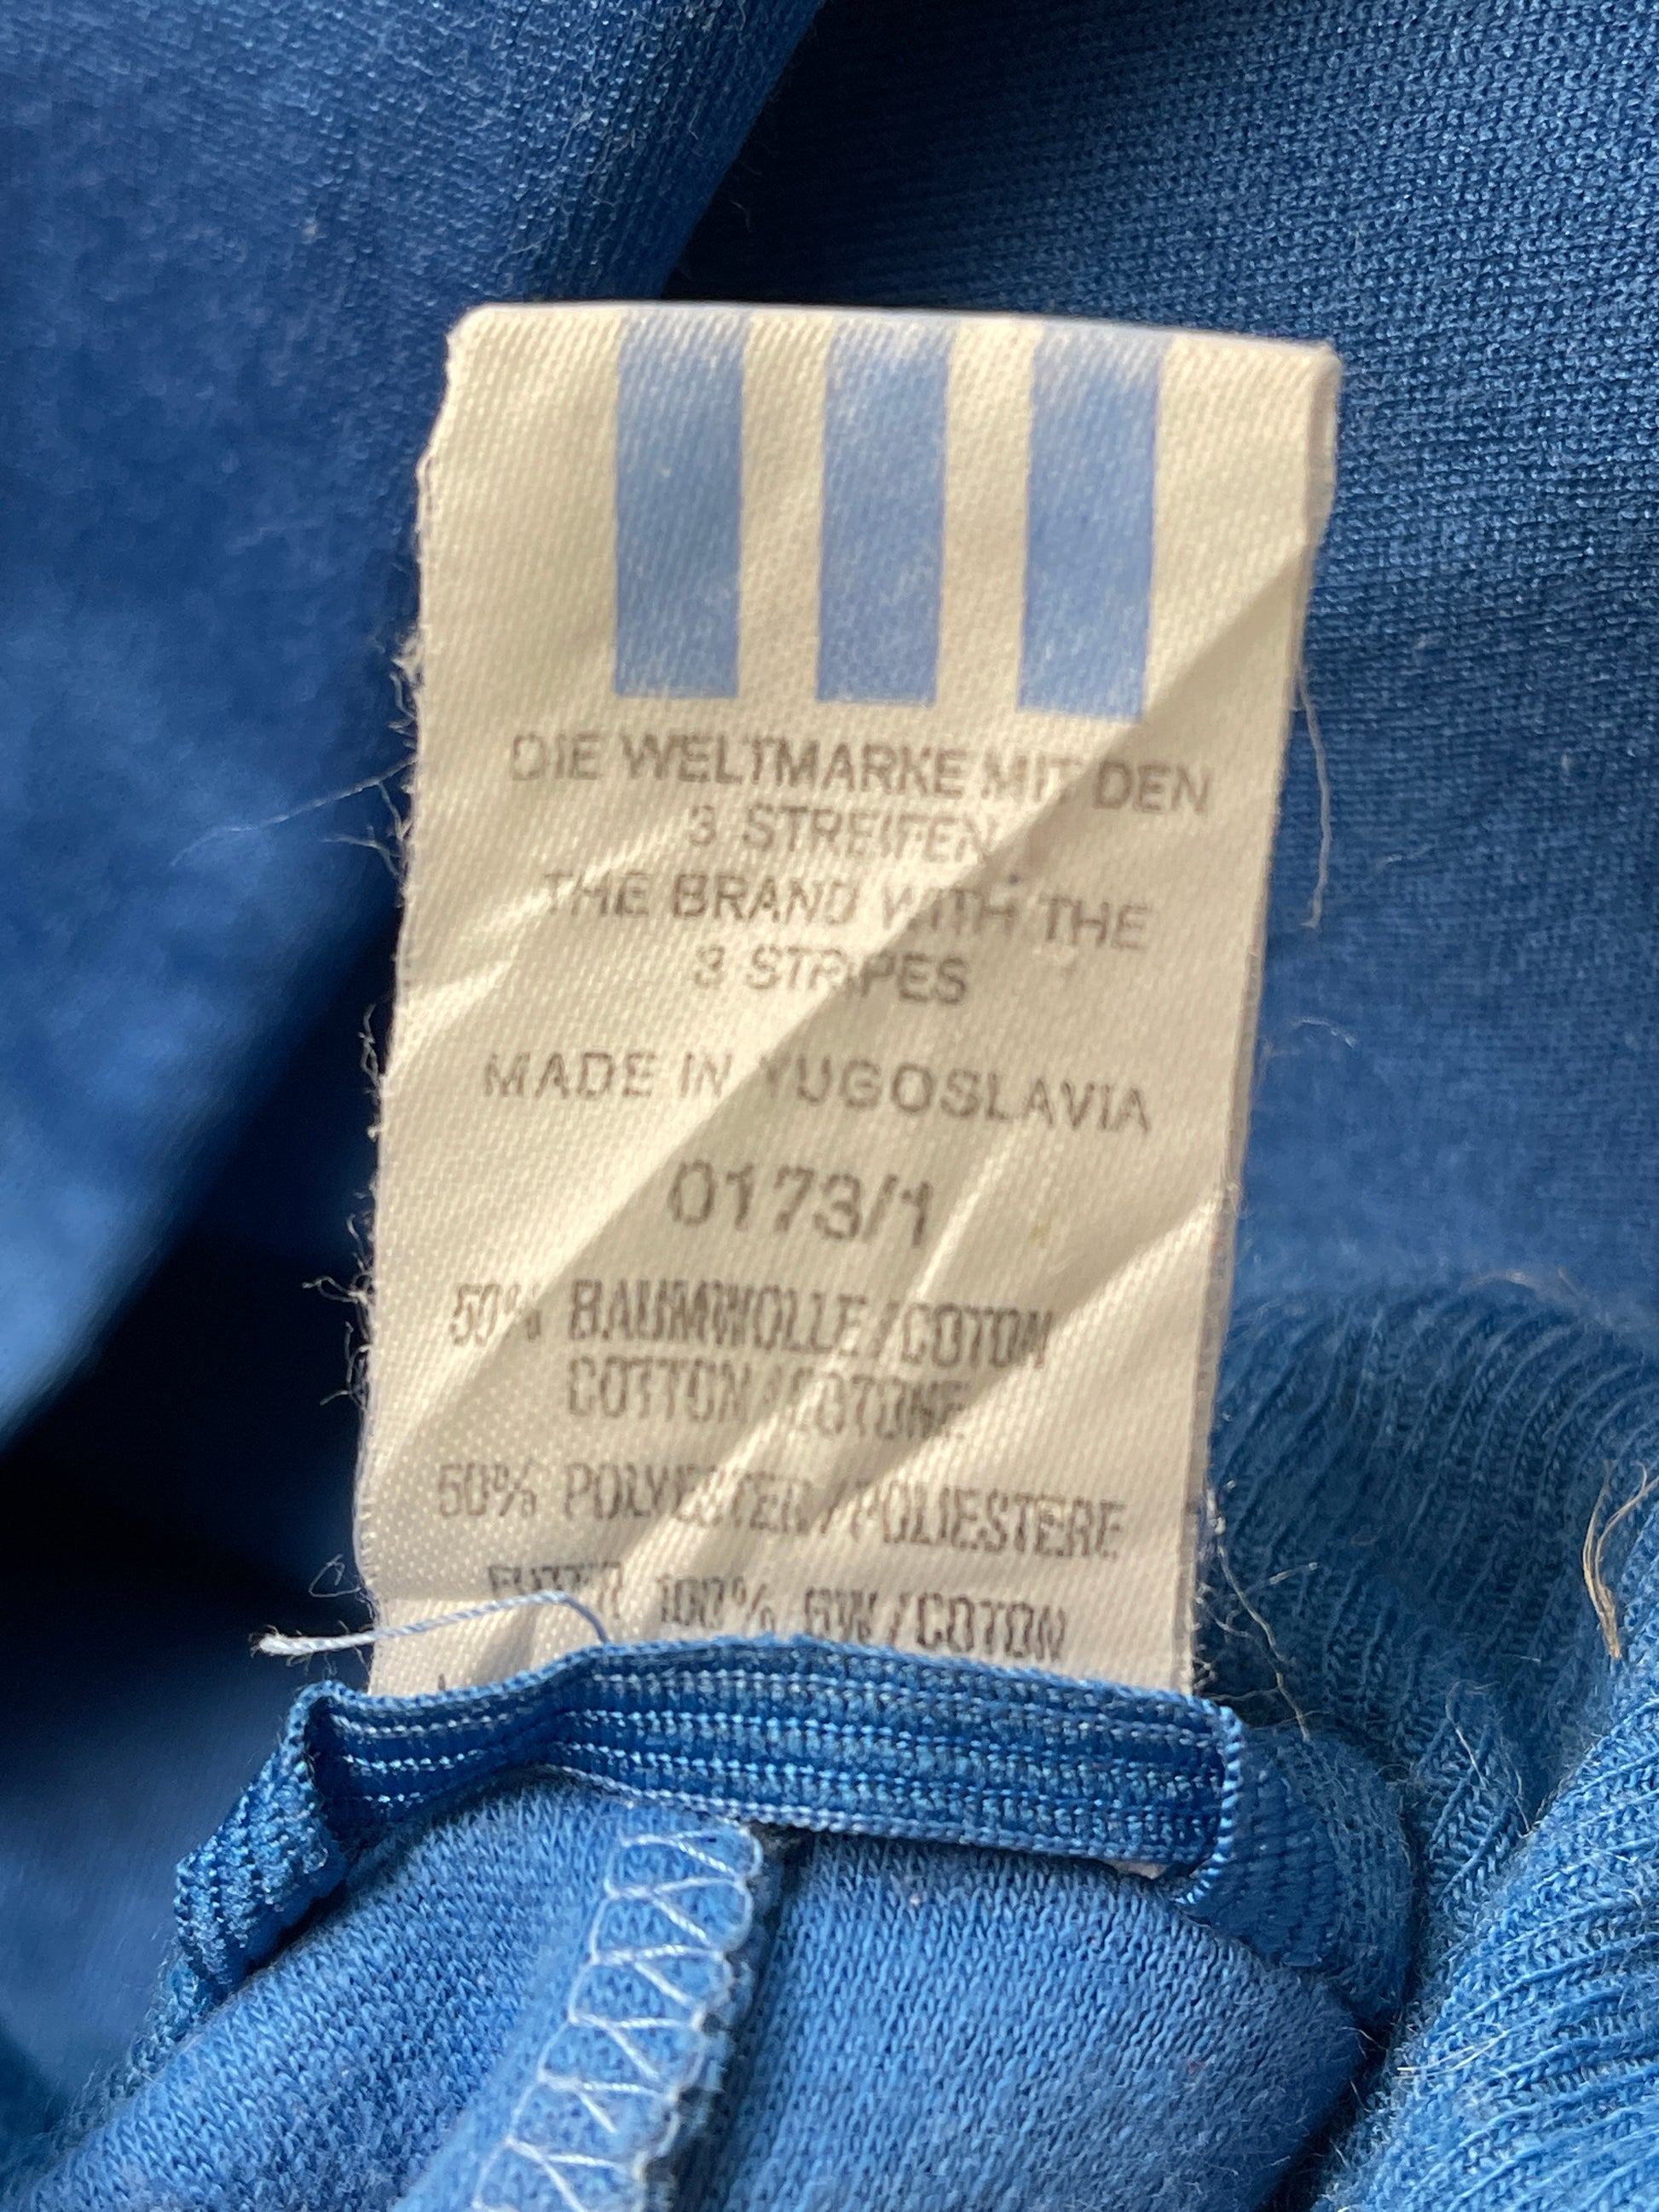 DIE WELTMARKE MIT DEN
3 STREIFEN
THE BRAND WITH THE
3 STRIPES
MADE IN YUGOSLAVIA
0173/1
50% BAUMWOLLE/COTON
COTTON/COTONE
50% POLYESTER/POLIESTERE
FUTTER 100% BW/COTON